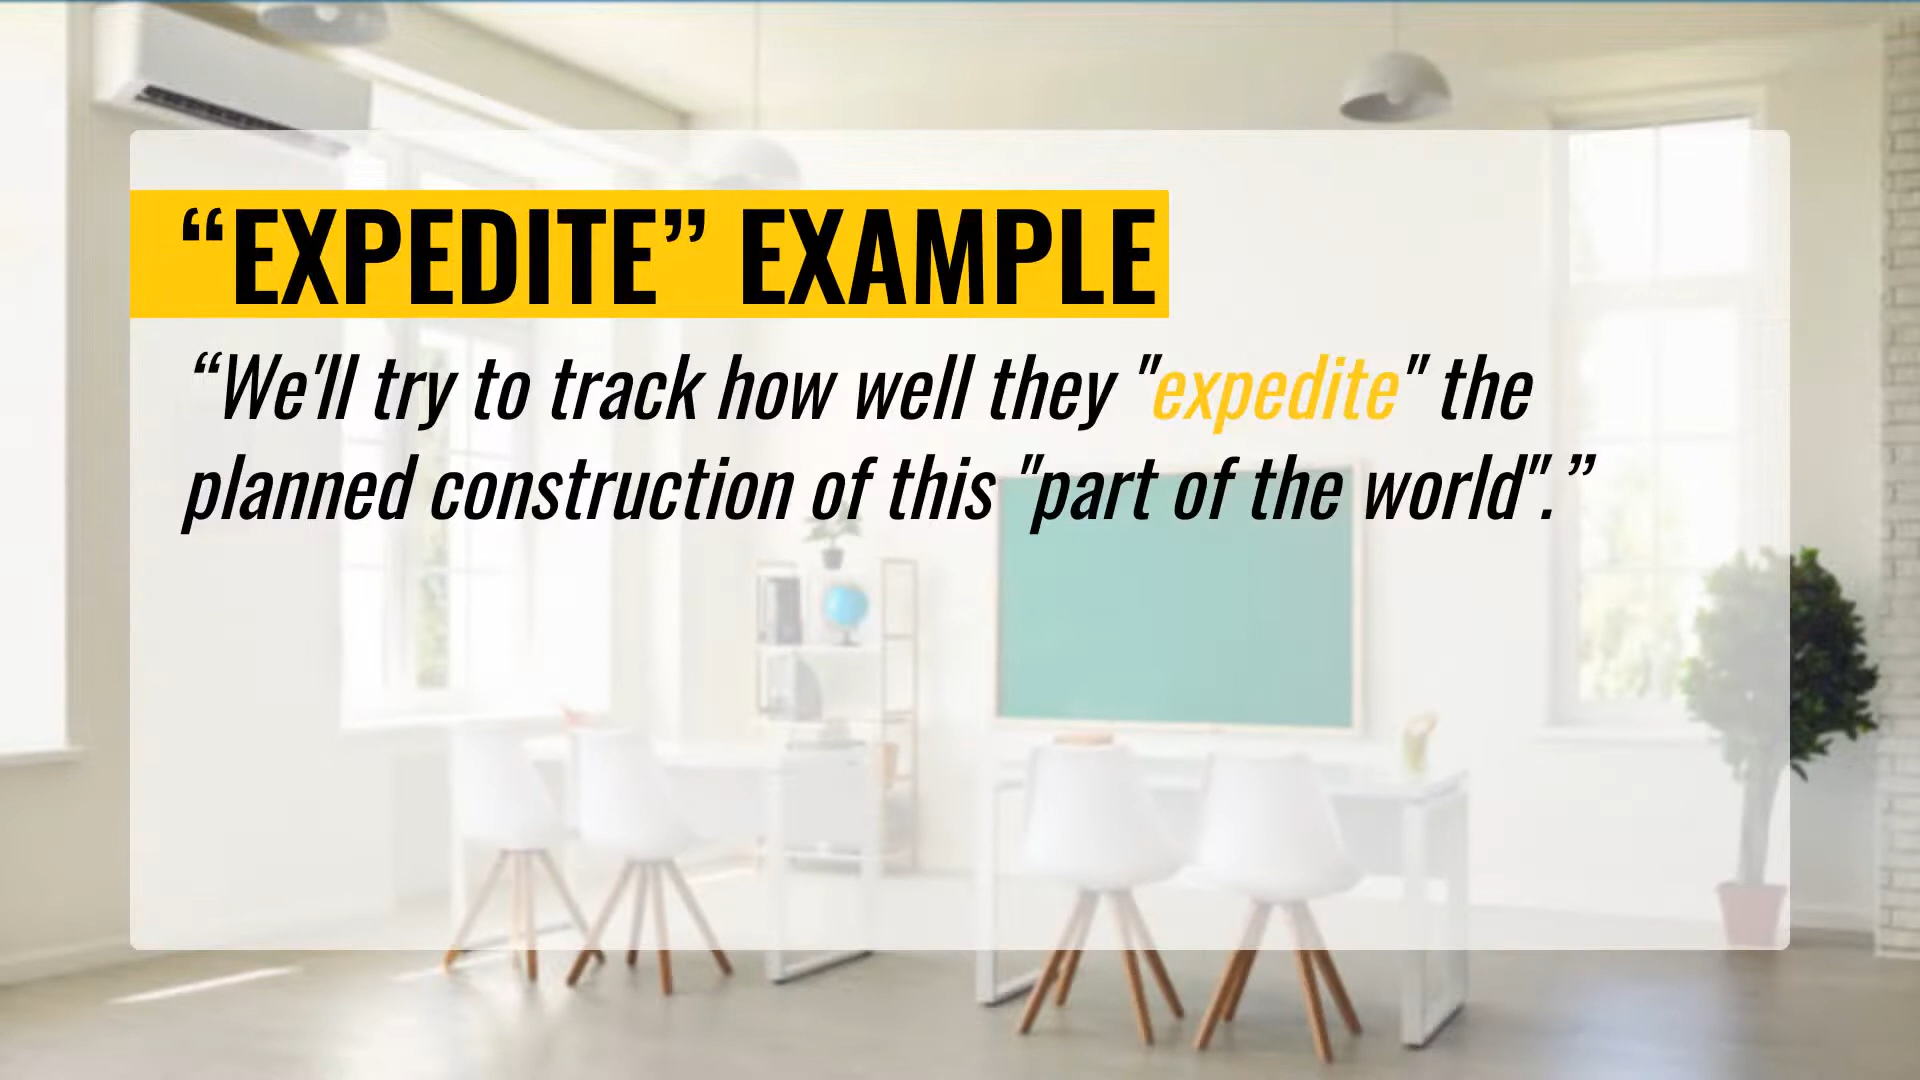 “EXPEDITE” EXAMPLE
“We'll try to track how well they "expedite" the
planned construction of this "part of the world".”